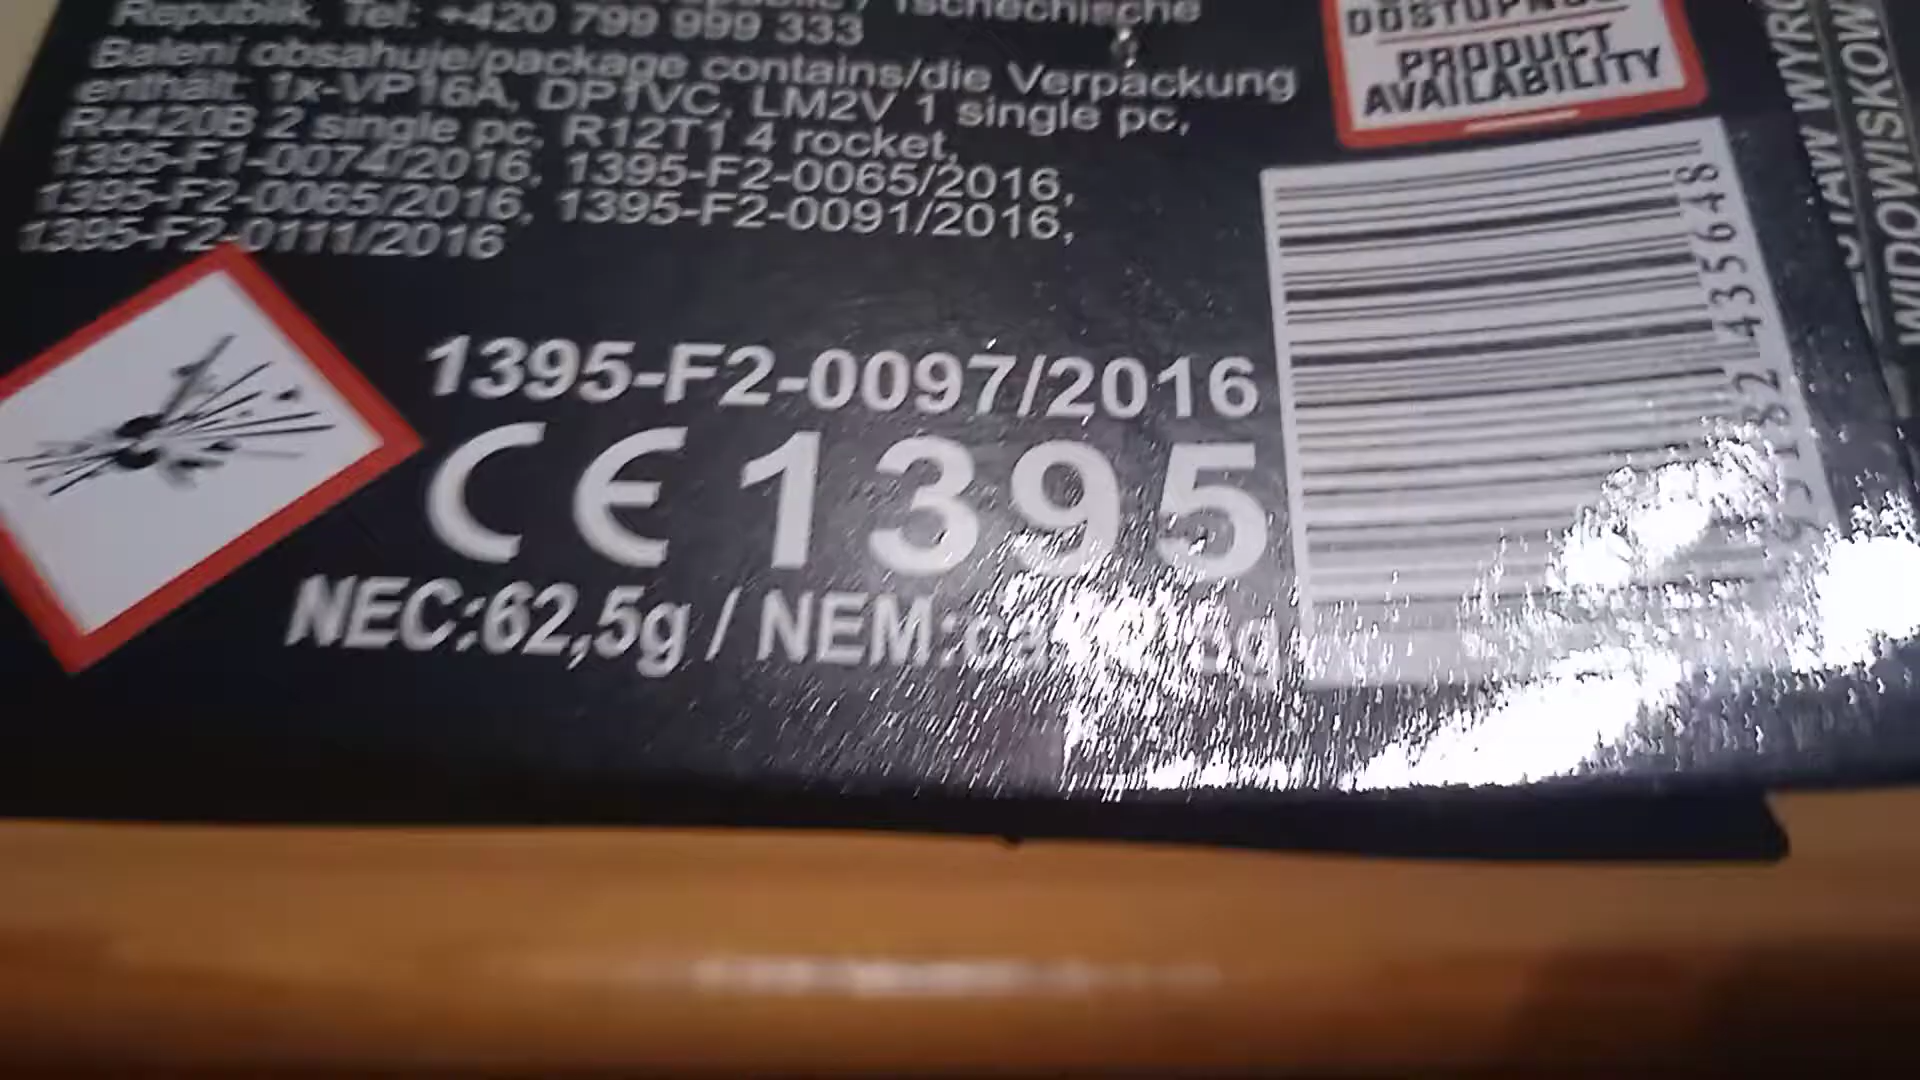 Republik, Tel: +420 799 999 333
Balení obsahuje/package contains/die Verpackung
enthält: 1x-VP16A, DP1VC, LM2V 1 single pc,
R4420B 2 single pc, R12T1 4 rocket,
1395-F1-0074/2016, 1395-F2-0065/2016,
1395-F2-0065/2016, 1395-F2-0091/2016,
1395-F2-0111/2016
1395-F2-0097/2016
CE 1395
NEC:62,5g / NEM:
PRODUCT
AVAILABILITY
435648